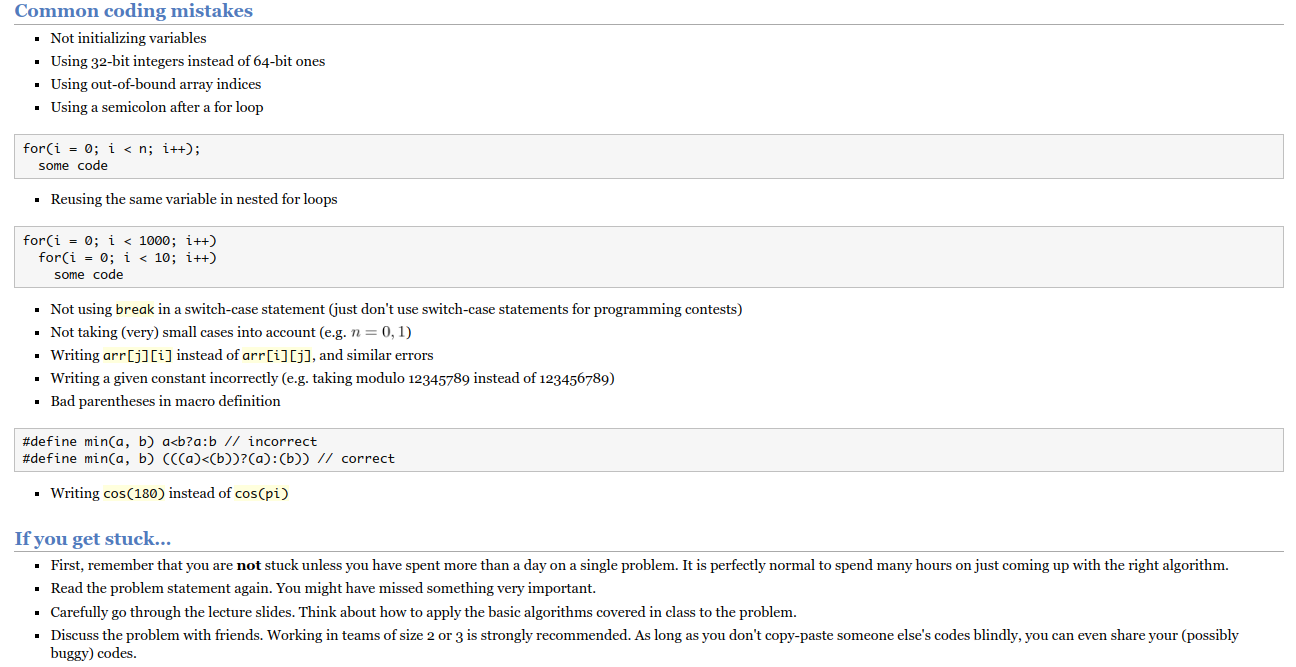 Common coding mistakes
Not initializing variables
Using 32-bit integers instead of 64-bit ones
Using out-of-bound array indices
Using a semicolon after a for loop
for(i = 0; i < n; i++);
  some code
Reusing the same variable in nested for loops
for(i = 0; i < 1000; i++)
  for(i = 0; i < 10; i++)
    some code
Not using break in a switch-case statement (just don't use switch-case statements for programming contests)
Not taking (very) small cases into account (e.g. n = 0, 1)
Writing arr[j][i] instead of arr[i][j], and similar errors
Writing a given constant incorrectly (e.g. taking modulo 12345789 instead of 123456789)
Bad parentheses in macro definition
#define min(a, b) a<b?a:b // incorrect
#define min(a, b) (((a)<(b))?(a):(b)) // correct
Writing cos(180) instead of cos(pi)
If you get stuck...
First, remember that you are not stuck unless you have spent more than a day on a single problem. It is perfectly normal to spend many hours on just coming up with the right algorithm.
Read the problem statement again. You might have missed something very important.
Carefully go through the lecture slides. Think about how to apply the basic algorithms covered in class to the problem.
Discuss the problem with friends. Working in teams of size 2 or 3 is strongly recommended. As long as you don't copy-paste someone else's codes blindly, you can even share your (possibly
buggy) codes.